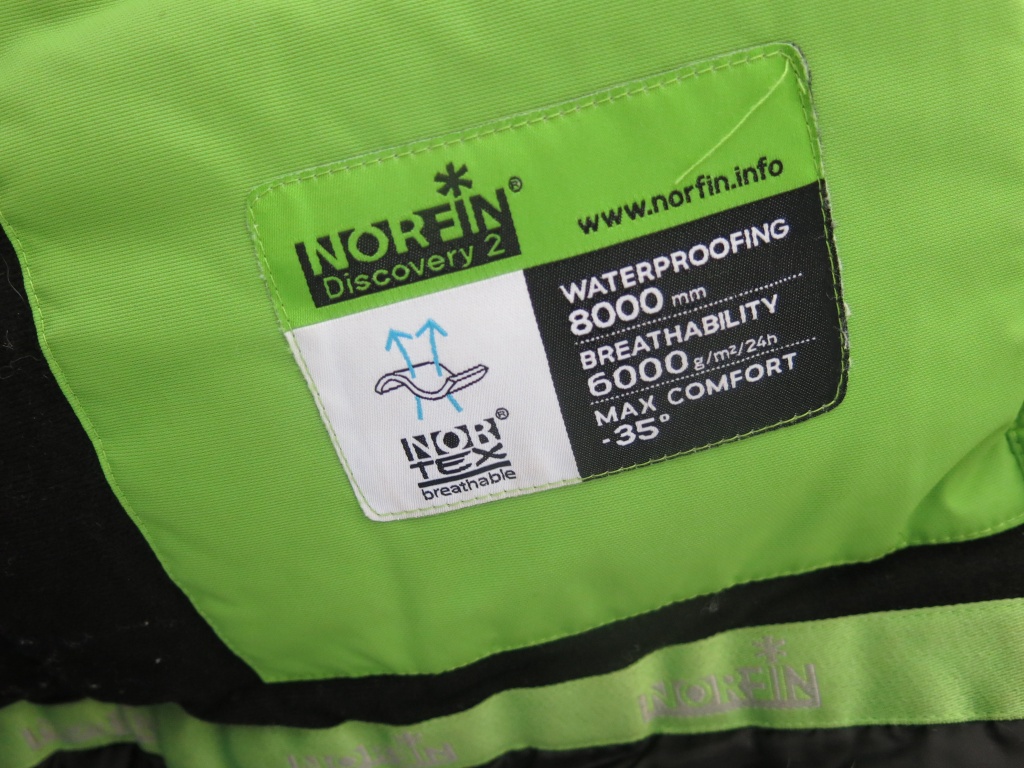 NORFIN®
Discovery 2
www.norfin.info
WATERPROOFING
8000 mm
BREATHABILITY
6000 g/m²/24h
MAX COMFORT
-35°
NOR®
TEX
breathable
NORFIN
NORFIN